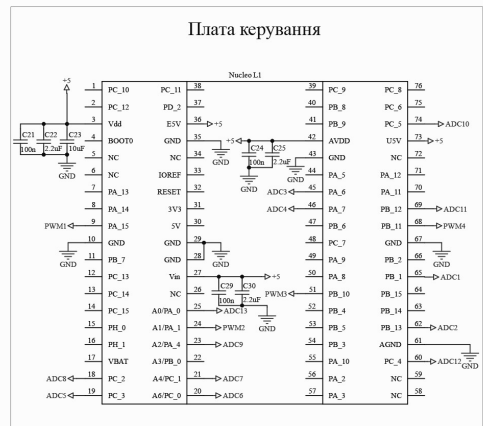 Плата керування
Nucleo L1
+5
1 PC_10 PC_11 38
2 PC_12 PD_2 37
3 Vdd E5V 36 +5
4 BOOT0 GND 35
5 NC NC 34
6 NC IOREF 33
7 PA_13 RESET 32
8 PA_14 3V3 31
PWM1 9 PA_15 5V 30
10 GND GND 29
11 PB_7 GND 28
12 PC_13 Vin 27 +5
13 PC_14 NC 26
14 PC_15 A0/PA_0 25 ADC13
15 PH_0 A1/PA_1 24 PWM2
16 PH_1 A2/PA_4 23 ADC9
17 VBAT A3/PB_0 22
ADC8 18 PC_2 A4/PC_1 21 ADC7
ADC5 19 PC_3 A6/PC_0 20 ADC6
C21 C22 C23
100n 2.2uF 10uF
GND
GND
GND
GND
C29 C30
100n 2.2uF
GND
39 PC_9 PC_8 76
40 PB_8 PC_6 75
41 PB_9 PC_5 74 ADC10
+5 42 AVDD U5V 73 +5
43 GND NC 72
44 PA_5 PA_12 71
ADC3 45 PA_6 PA_11 70
ADC4 46 PA_7 PB_12 69 ADC11
47 PB_6 PB_11 68 PWM4
48 PC_7 GND 67
49 PA_9 PB_2 66
50 PA_8 PB_1 65 ADC1
PWM3 51 PB_10 PB_15 64
52 PB_4 PB_14 63
53 PB_5 PB_13 62 ADC2
54 PB_3 AGND 61
55 PA_10 PC_4 60 ADC12
56 PA_2 NC 59
57 PA_3 NC 58
C24 C25
100n 2.2uF
GND
GND
GND
GND